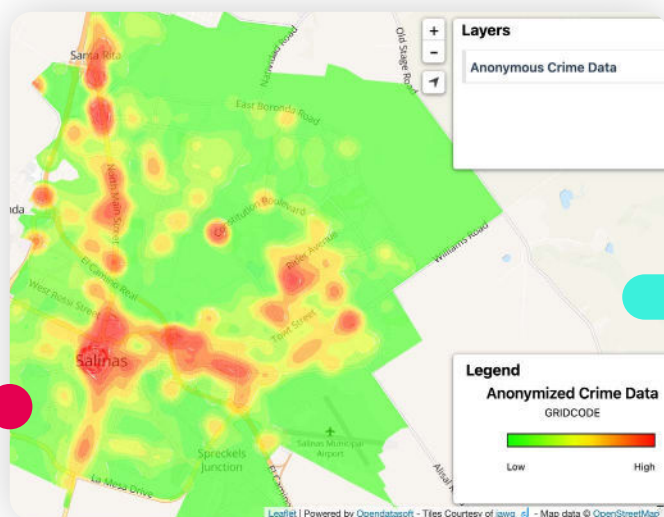 Layers
Anonymous Crime Data
+
−
Old Stage Road
Natividad Road
Santa Rita
East Boronda Road
North Main Street
nda
Constitution Boulevard
Williams Road
El Camino Real
Rider Avenue
West Rossi Street
Towt Street
Salinas
Legend
Anonymized Crime Data
GRIDCODE
Low
High
Salinas Municipal
Airport
Spreckels
Junction
La Mesa Drive
El Camino
Alisal
Leaflet | Powered by Opendatasoft - Tiles Courtesy of jawg - Map data © OpenStreetMap